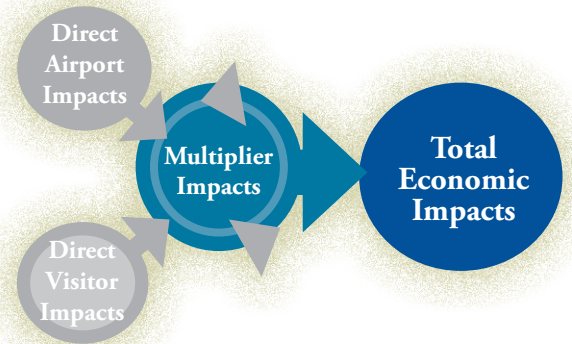 Direct
Airport
Impacts
Multiplier
Impacts
Total
Economic
Impacts
Direct
Visitor
Impacts